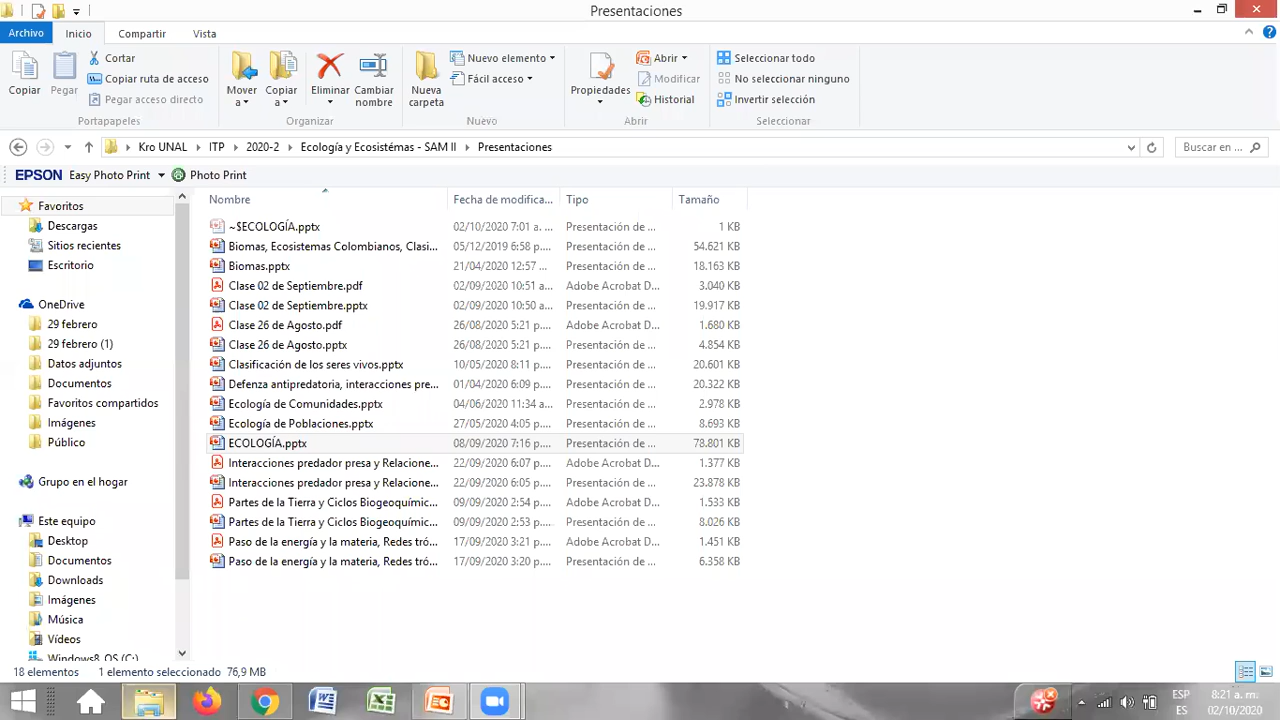 Presentaciones
Archivo Inicio Compartir Vista
Copiar
Pegar
Cortar
Copiar ruta de acceso
Pegar acceso directo
Portapapeles
Mover a
Copiar a
Eliminar
Cambiar nombre
Organizar
Nueva carpeta
Nuevo elemento
Fácil acceso
Nuevo
Propiedades
Abrir
Modificar
Historial
Abrir
Seleccionar todo
No seleccionar ninguno
Invertir selección
Seleccionar
Kro UNAL ITP 2020-2 Ecología y Ecosistémas - SAM II Presentaciones
Buscar en ...
EPSON Easy Photo Print Photo Print
Favoritos
Descargas
Sitios recientes
Escritorio
OneDrive
29 febrero
29 febrero (1)
Datos adjuntos
Documentos
Favoritos compartidos
Imágenes
Público
Grupo en el hogar
Este equipo
Desktop
Documentos
Downloads
Imágenes
Música
Vídeos
Windows8_OS (C:)
Nombre Fecha de modifica... Tipo Tamaño
~$ECOLOGÍA.pptx 02/10/2020 7:01 a. ... Presentación de ... 1 KB
Biomas, Ecosistemas Colombianos, Clasi... 05/12/2019 6:58 p.... Presentación de ... 54.621 KB
Biomas.pptx 21/04/2020 12:57 ... Presentación de ... 18.163 KB
Clase 02 de Septiembre.pdf 02/09/2020 10:51 a... Adobe Acrobat D... 3.040 KB
Clase 02 de Septiembre.pptx 02/09/2020 10:50 a... Presentación de ... 19.917 KB
Clase 26 de Agosto.pdf 26/08/2020 5:21 p.... Adobe Acrobat D... 1.680 KB
Clase 26 de Agosto.pptx 26/08/2020 5:21 p.... Presentación de ... 4.854 KB
Clasificación de los seres vivos.pptx 10/05/2020 8:11 p.... Presentación de ... 20.601 KB
Defenza antipredatoria, interacciones pre... 01/04/2020 6:09 p.... Presentación de ... 20.322 KB
Ecología de Comunidades.pptx 04/06/2020 11:34 a... Presentación de ... 2.978 KB
Ecología de Poblaciones.pptx 27/05/2020 4:05 p.... Presentación de ... 8.693 KB
ECOLOGÍA.pptx 08/09/2020 7:16 p.... Presentación de ... 78.801 KB
Interacciones predador presa y Relacione... 22/09/2020 6:07 p.... Adobe Acrobat D... 1.377 KB
Interacciones predador presa y Relacione... 22/09/2020 6:05 p.... Presentación de ... 23.878 KB
Partes de la Tierra y Ciclos Biogeoquímic... 09/09/2020 2:54 p.... Adobe Acrobat D... 1.533 KB
Partes de la Tierra y Ciclos Biogeoquímic... 09/09/2020 2:53 p.... Presentación de ... 8.026 KB
Paso de la energía y la materia, Redes tró... 17/09/2020 3:21 p.... Adobe Acrobat D... 1.451 KB
Paso de la energía y la materia, Redes tró... 17/09/2020 3:20 p.... Presentación de ... 6.358 KB
18 elementos 1 elemento seleccionado 76,9 MB
ESP
ES
8:21 a. m.
02/10/2020